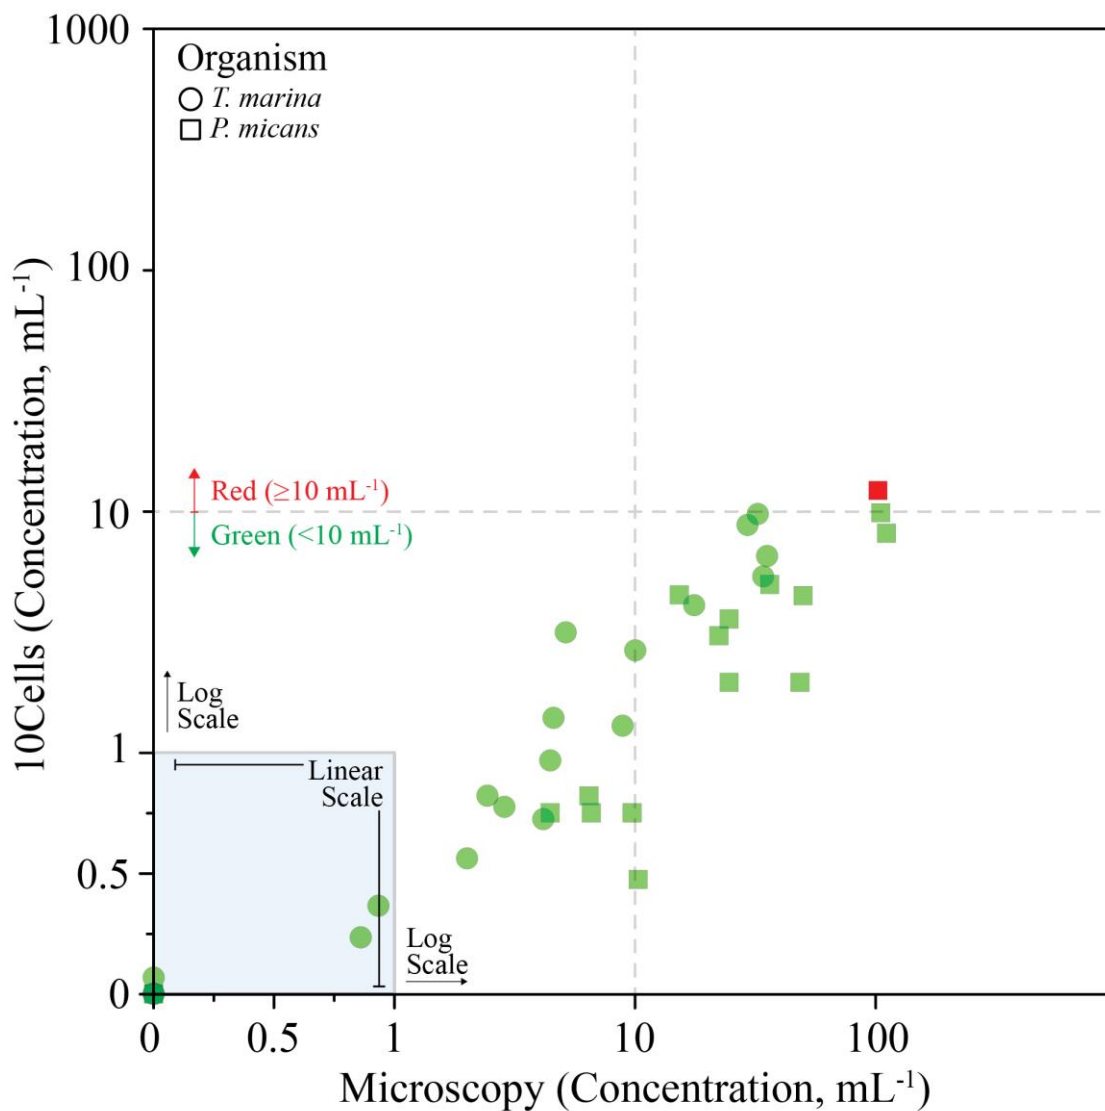 1000
Organism
T. marina
P. micans
100
Red (≥10 mL⁻¹)
10
Green (<10 mL⁻¹)
10Cells (Concentration, mL⁻¹)
Log
Scale
1
Linear
Scale
0.5
Log
Scale
0
0 0.5 1 10 100
Microscopy (Concentration, mL⁻¹)